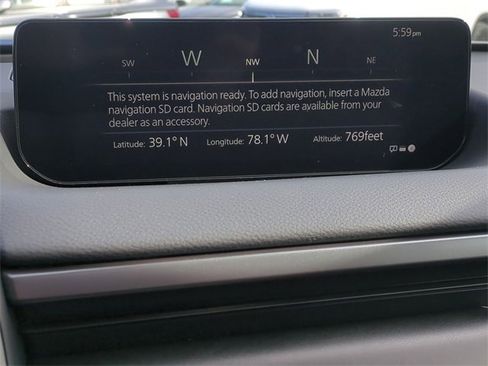 5:59pm
SW W NW N NE
This system is navigation ready. To add navigation, insert a Mazda
navigation SD card. Navigation SD cards are available from your
dealer as an accessory.
Latitude: 39.1° N Longitude: 78.1° W Altitude: 769feet